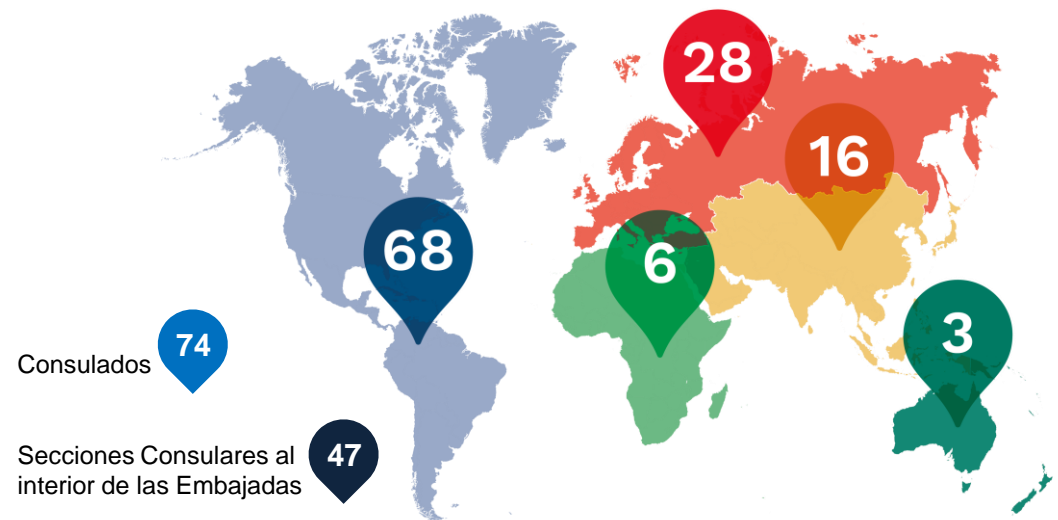 28
16
68
6
3
Consulados 74
Secciones Consulares al
interior de las Embajadas 47